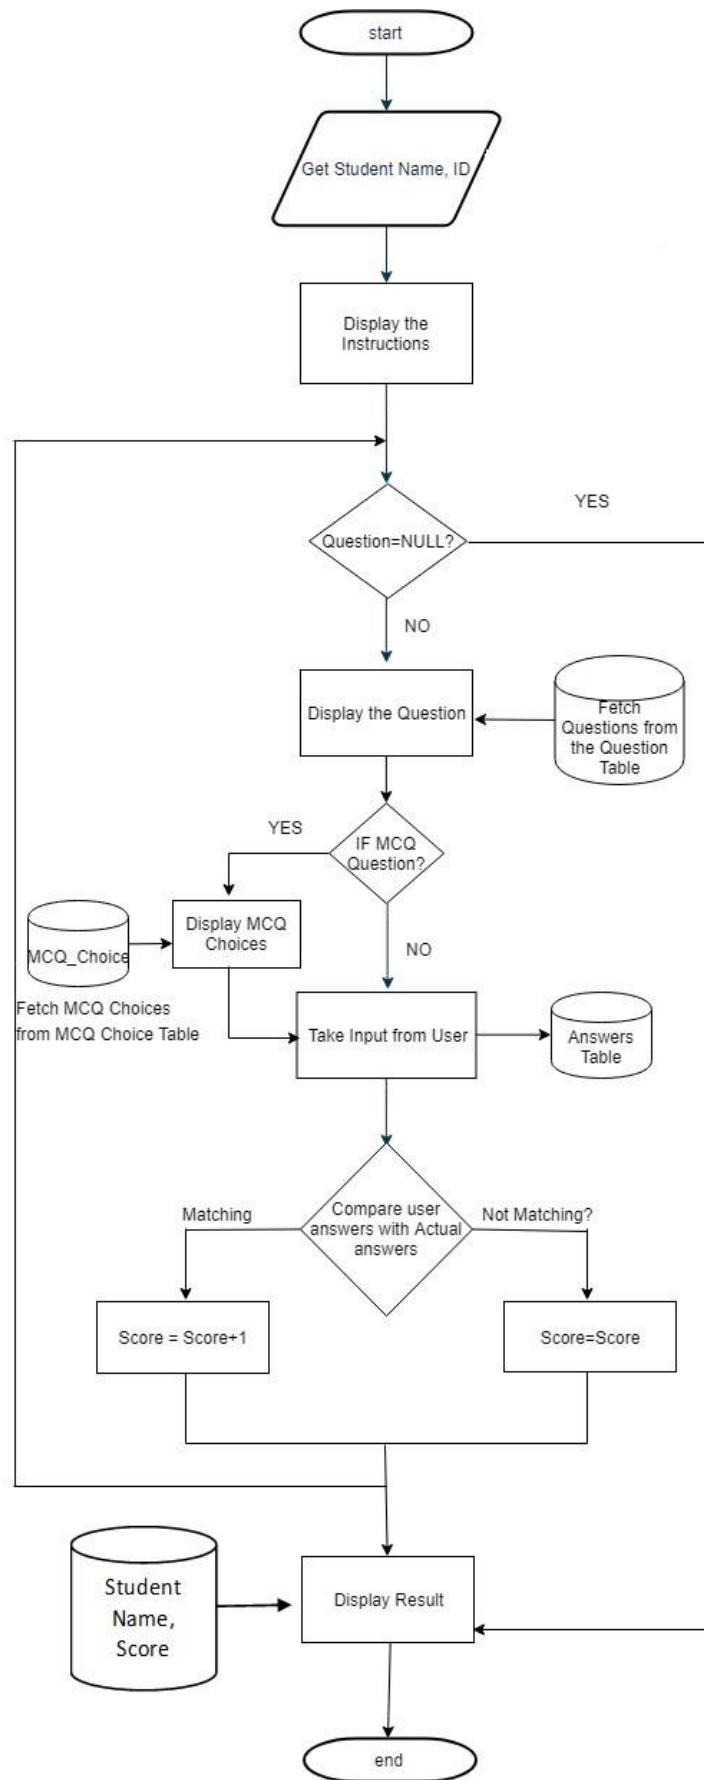 start
Get Student Name, ID
Display the
Instructions
YES
Question=NULL?
NO
Display the Question
Fetch
Questions from
the Question
Table
YES
IF MCQ
Question?
Display MCQ
Choices
MCQ_Choice
NO
Fetch MCQ Choices
from MCQ Choice Table
Take Input from User
Answers
Table
Matching
Compare user
answers with Actual
answers
Not Matching?
Score = Score+1
Score=Score
Student
Name,
Score
Display Result
end